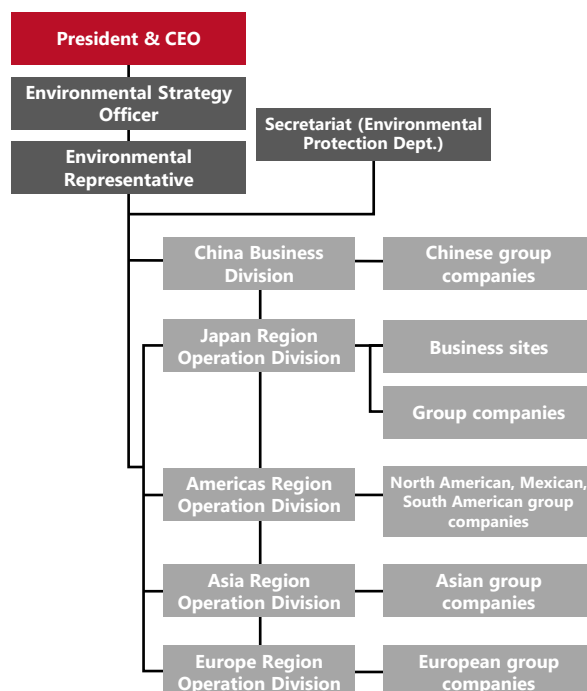 President & CEO
Environmental Strategy
Officer
Environmental
Representative
Secretariat (Environmental
Protection Dept.)
China Business
Division
Chinese group
companies
Japan Region
Operation Division
Business sites
Group companies
Americas Region
Operation Division
North American, Mexican,
South American group
companies
Asia Region
Operation Division
Asian group
companies
Europe Region
Operation Division
European group
companies